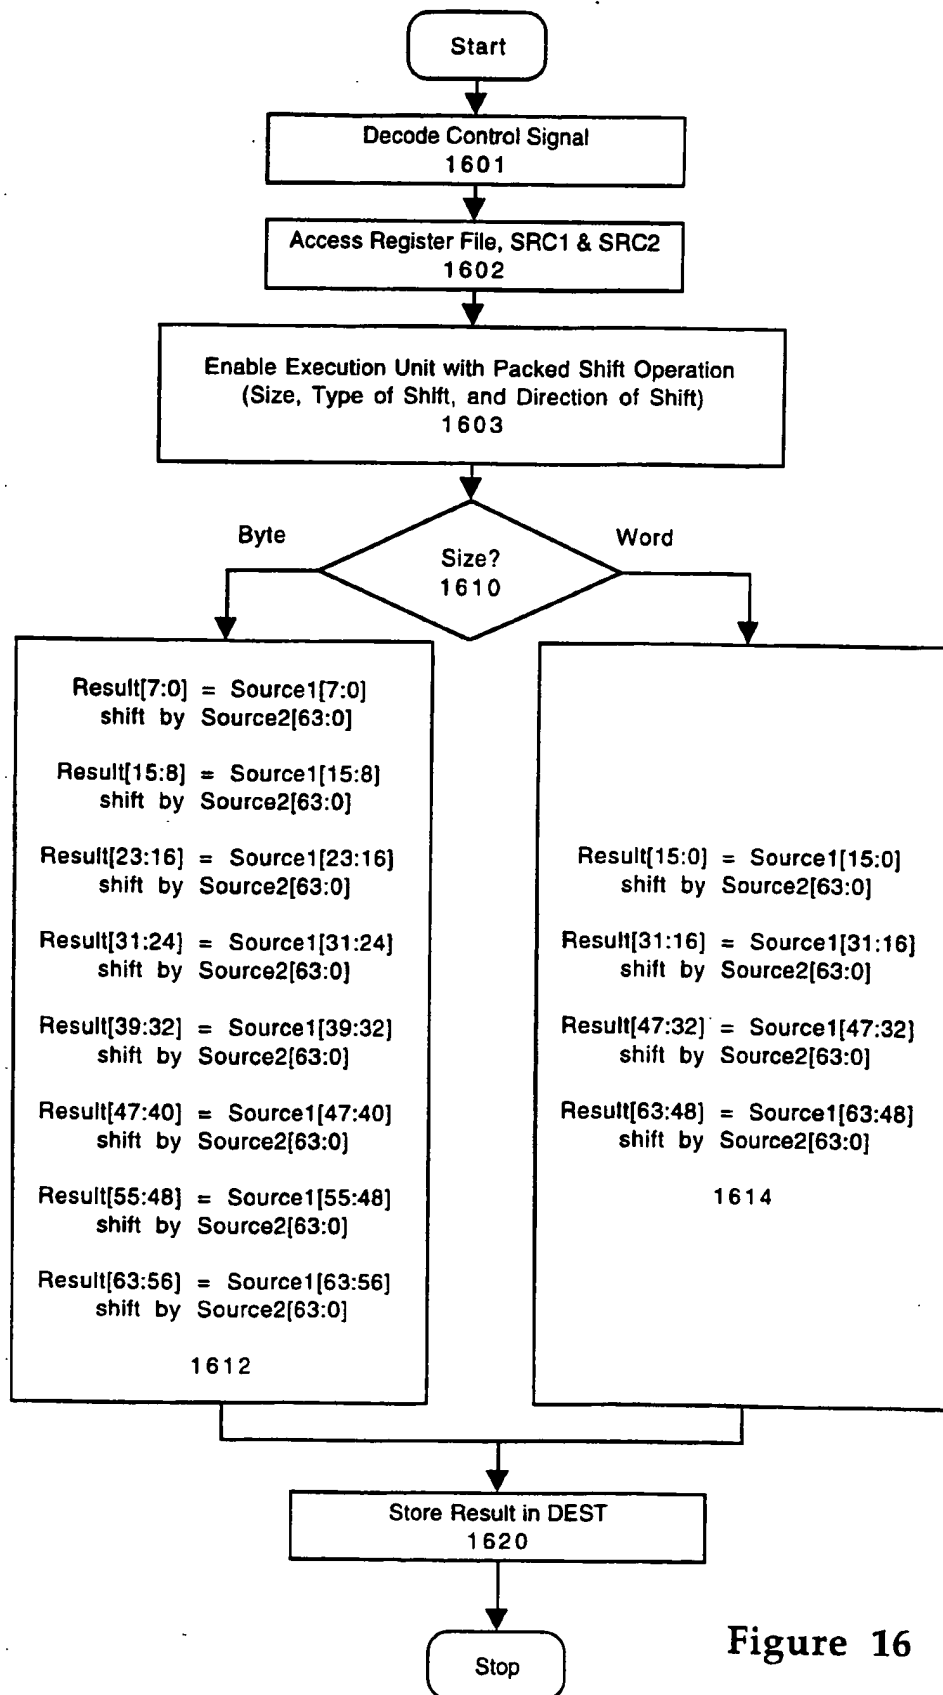 Start
Decode Control Signal
1601
Access Register File, SRC1 & SRC2
1602
Enable Execution Unit with Packed Shift Operation
(Size, Type of Shift, and Direction of Shift)
1603
Byte
Size?
1610
Word
Result[7:0] = Source1[7:0]
shift by Source2[63:0]
Result[15:8] = Source1[15:8]
shift by Source2[63:0]
Result[23:16] = Source1[23:16]
shift by Source2[63:0]
Result[31:24] = Source1[31:24]
shift by Source2[63:0]
Result[39:32] = Source1[39:32]
shift by Source2[63:0]
Result[47:40] = Source1[47:40]
shift by Source2[63:0]
Result[55:48] = Source1[55:48]
shift by Source2[63:0]
Result[63:56] = Source1[63:56]
shift by Source2[63:0]
1612
Result[15:0] = Source1[15:0]
shift by Source2[63:0]
Result[31:16] = Source1[31:16]
shift by Source2[63:0]
Result[47:32] = Source1[47:32]
shift by Source2[63:0]
Result[63:48] = Source1[63:48]
shift by Source2[63:0]
1614
Store Result in DEST
1620
Stop
Figure 16